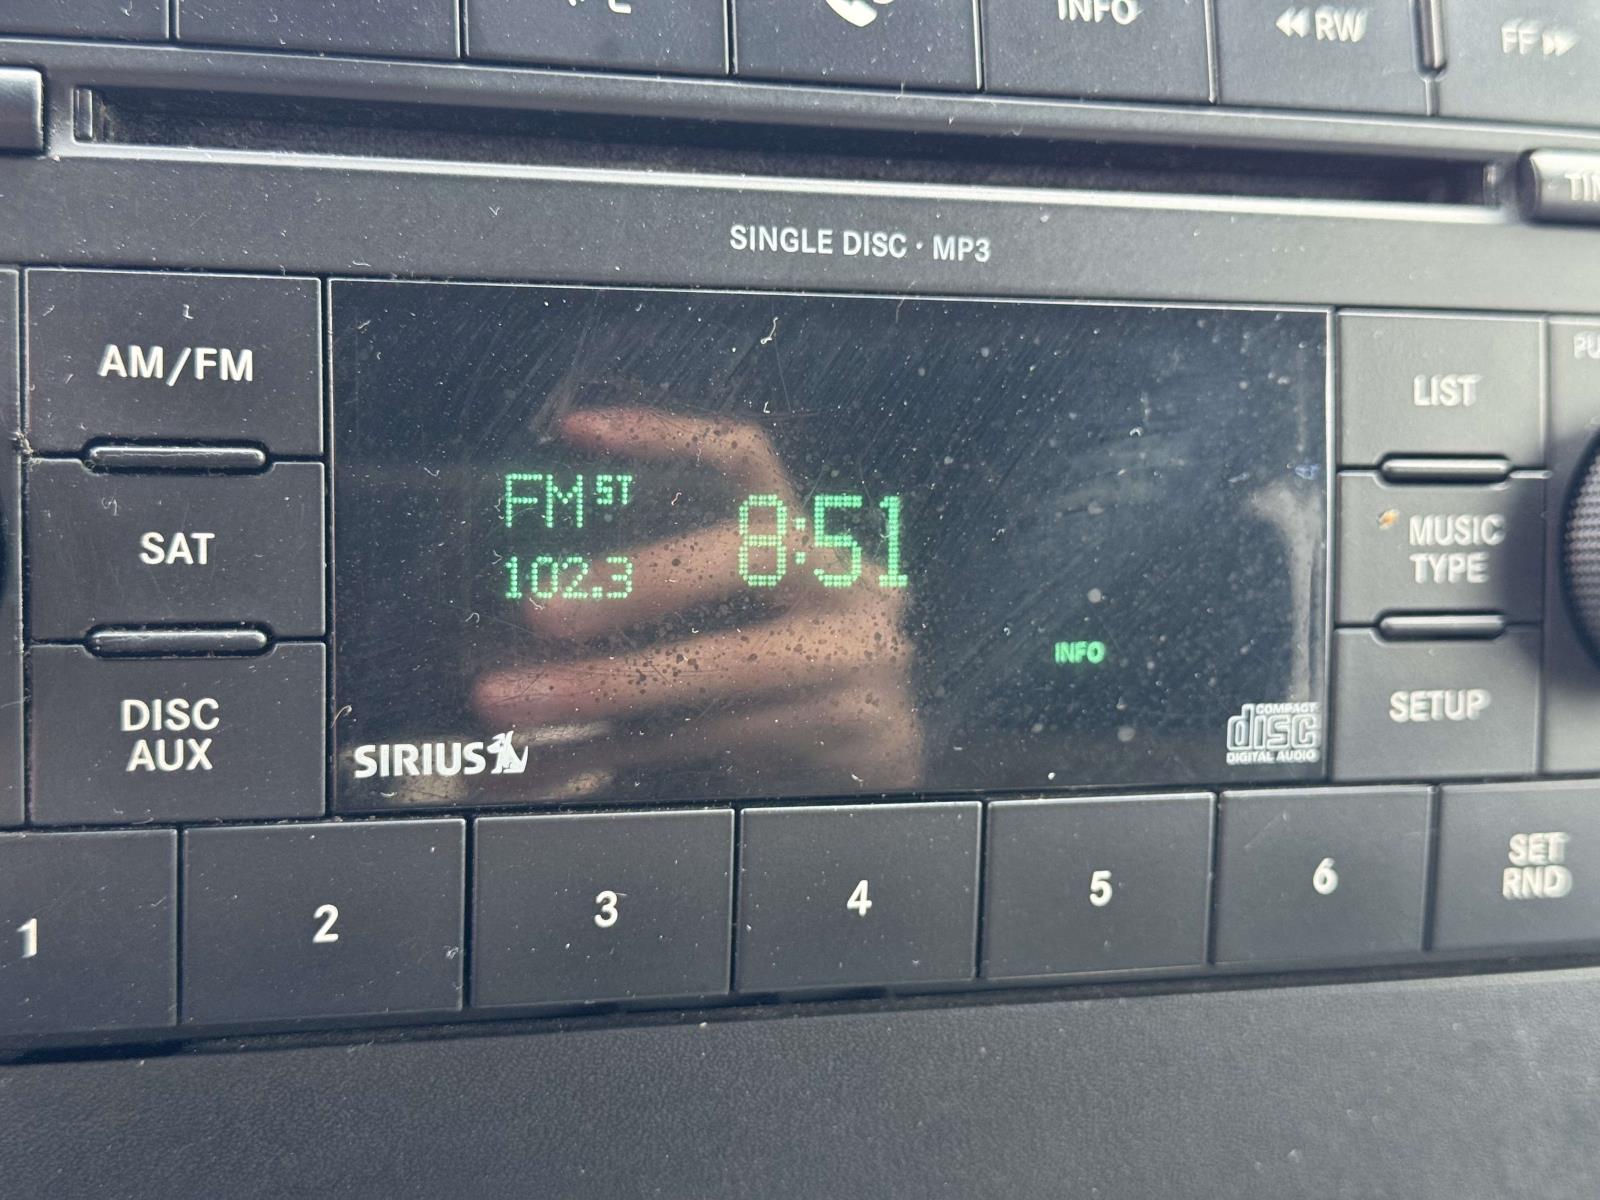 INFO
◀◀ RW
FF ▶▶
SINGLE DISC · MP3
AM/FM
SAT
DISC
AUX
FM ST
102.3
8:51
INFO
SIRIUS
COMPACT
disc
DIGITAL AUDIO
LIST
MUSIC
TYPE
SETUP
1
2
3
4
5
6
SET
RND